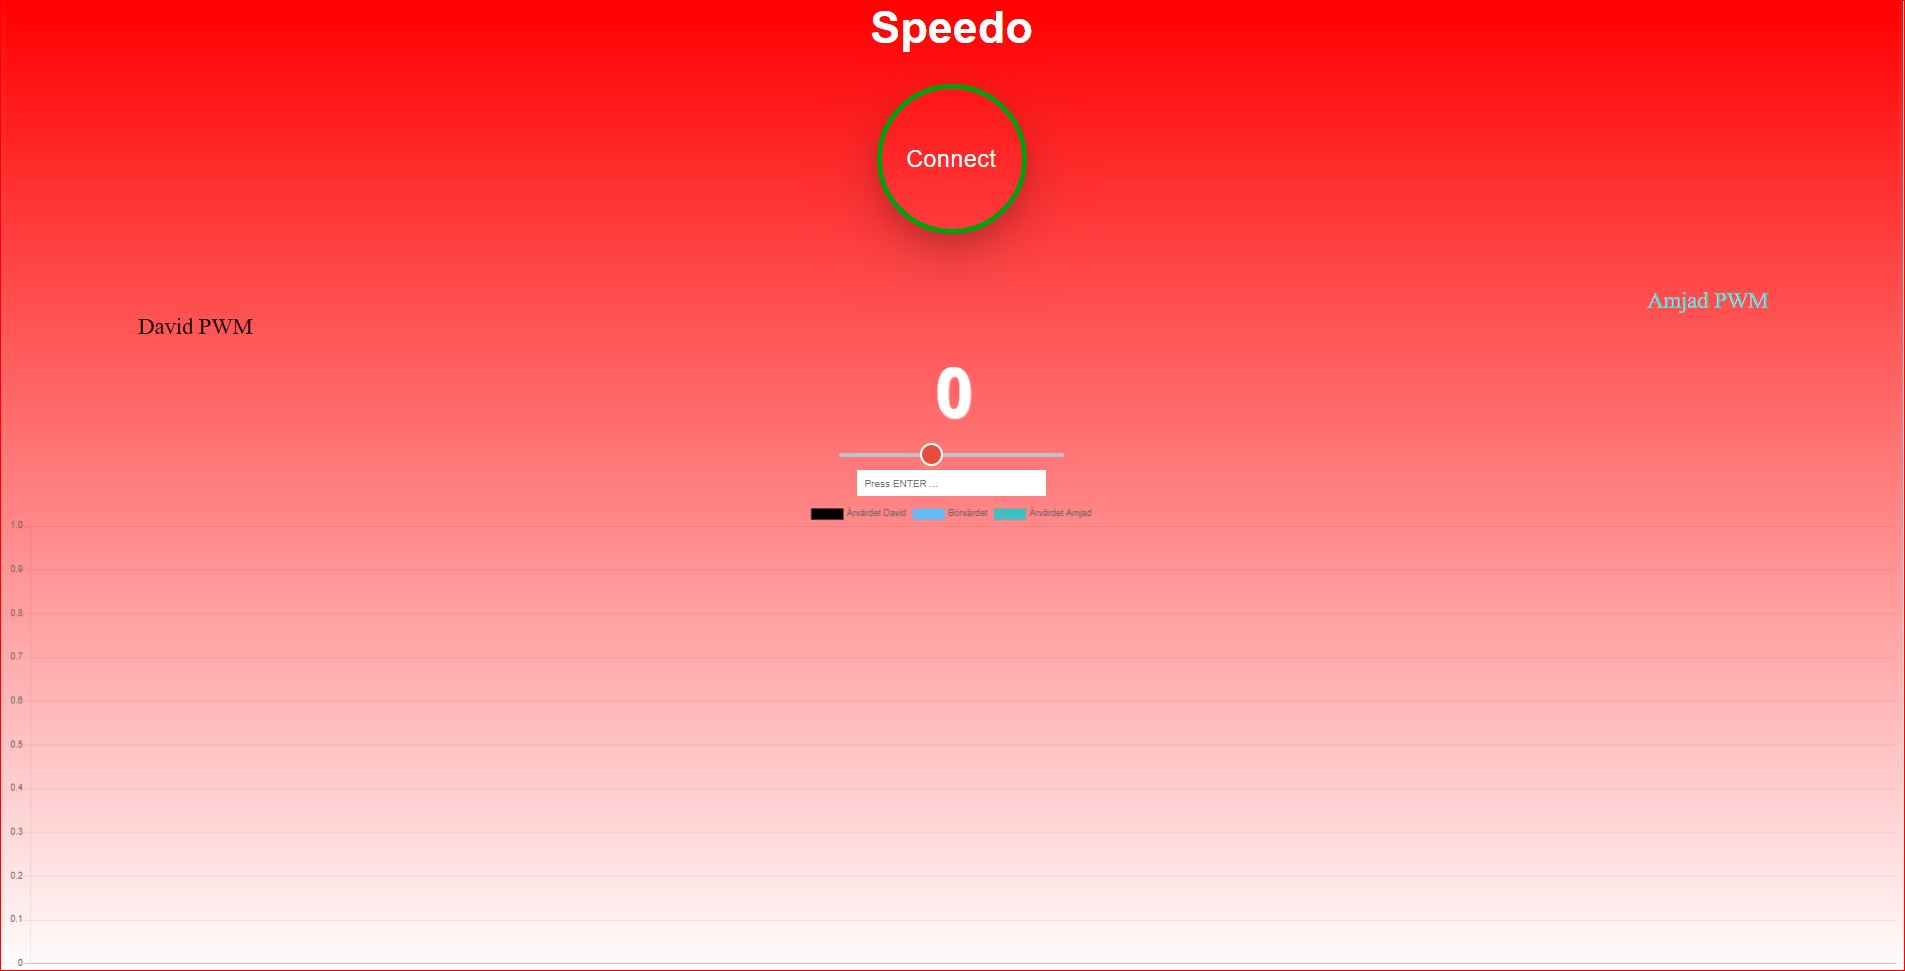 Speedo
Connect
Amjad PWM
David PWM
0
Press ENTER ...
Ärvärdet David Börvärdet Ärvärdet Amjad
1.0
0.9
0.8
0.7
0.6
0.5
0.4
0.3
0.2
0.1
0